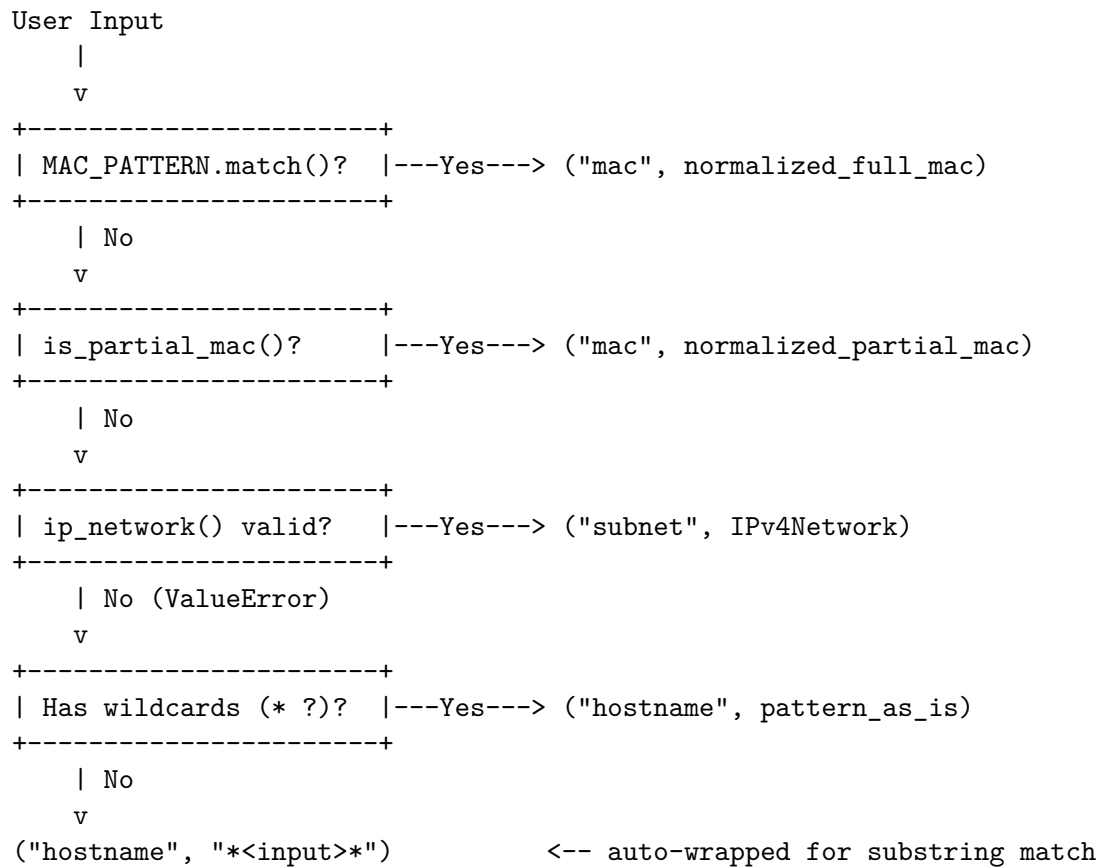 User Input
    |
    v
+------------------------+
| MAC_PATTERN.match()?  |---Yes---> ("mac", normalized_full_mac)
+------------------------+
    | No
    v
+------------------------+
| is_partial_mac()?     |---Yes---> ("mac", normalized_partial_mac)
+------------------------+
    | No
    v
+------------------------+
| ip_network() valid?   |---Yes---> ("subnet", IPv4Network)
+------------------------+
    | No (ValueError)
    v
+------------------------+
| Has wildcards (* ?)?  |---Yes---> ("hostname", pattern_as_is)
+------------------------+
    | No
    v
("hostname", "*<input>*")          <-- auto-wrapped for substring match